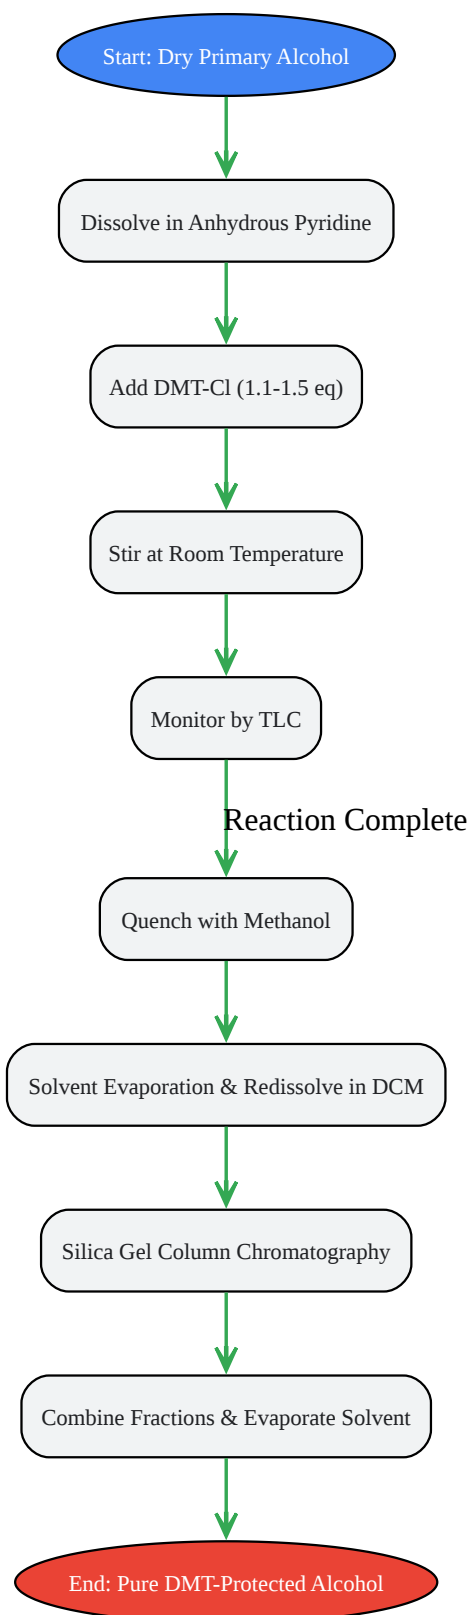 Start: Dry Primary Alcohol
Dissolve in Anhydrous Pyridine
Add DMT-Cl (1.1-1.5 eq)
Stir at Room Temperature
Monitor by TLC
Reaction Complete
Quench with Methanol
Solvent Evaporation & Redissolve in DCM
Silica Gel Column Chromatography
Combine Fractions & Evaporate Solvent
End: Pure DMT-Protected Alcohol